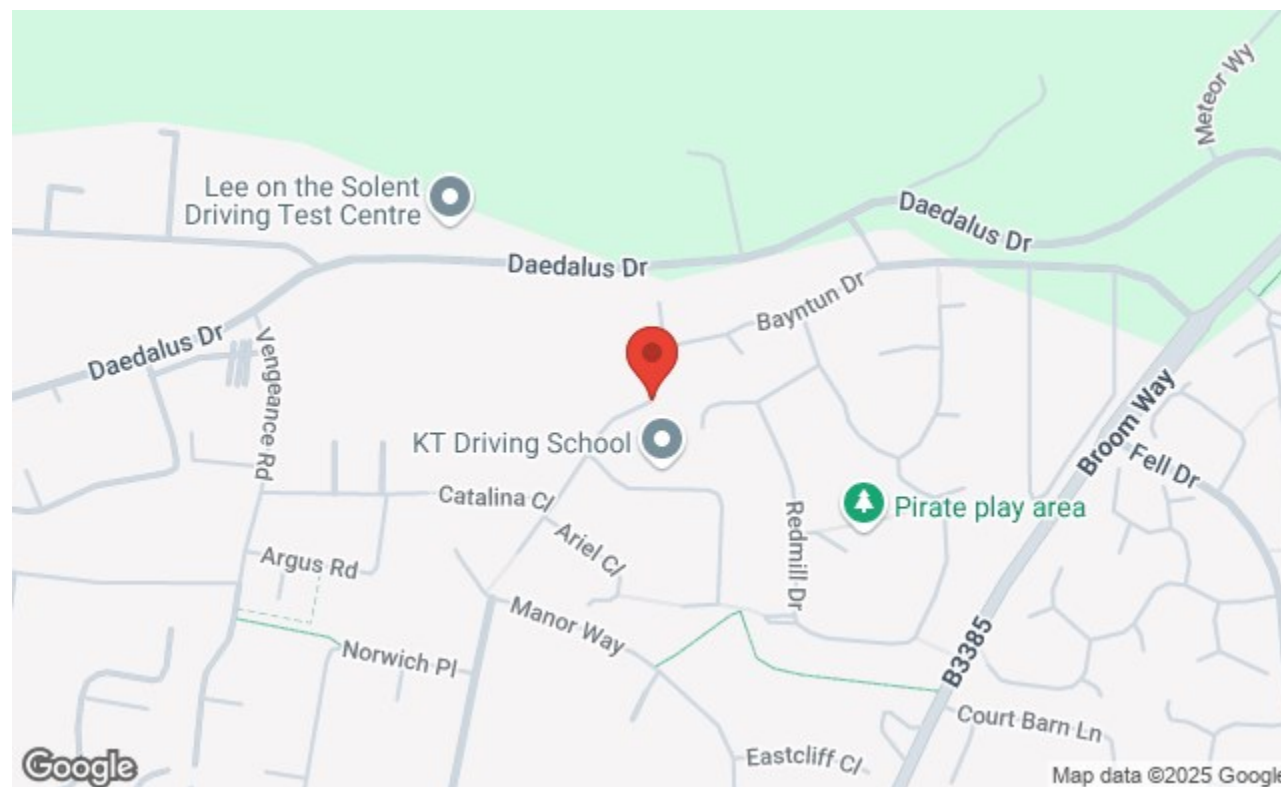 Meteor Wy
Lee on the Solent
Driving Test Centre
Daedalus Dr
Daedalus Dr
Bayntun Dr
Daedalus Dr
Vengeance Rd
KT Driving School
Broom Way
Fell Dr
Catalina Cl
Pirate play area
Ariel Cl
Redmill Dr
Argus Rd
Manor Way
Norwich Pl
B3385
Court Barn Ln
Eastcliff Cl
Google
Map data ©2025 Google